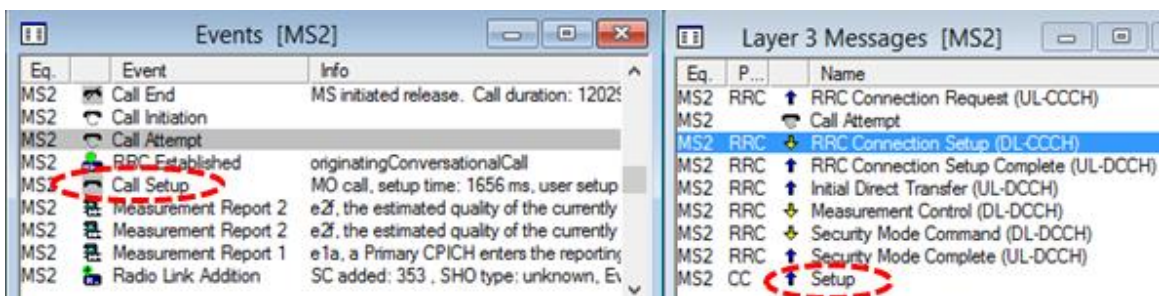 Events [MS2]
Eq. Event Info
MS2 Call End MS initiated release. Call duration: 12029
MS2 Call Initiation
MS2 Call Attempt
MS2 RRC Established originatingConversationalCall
MS2 Call Setup MO call, setup time: 1656 ms, user setup
MS2 Measurement Report 2 e2f, the estimated quality of the currently
MS2 Measurement Report 2 e2f, the estimated quality of the currently
MS2 Measurement Report 1 e1a, a Primary CPICH enters the reporting
MS2 Radio Link Addition SC added: 353 , SHO type: unknown, Ev
Layer 3 Messages [MS2]
Eq. P... Name
MS2 RRC RRC Connection Request (UL-CCCH)
MS2 Call Attempt
MS2 RRC RRC Connection Setup (DL-CCCH)
MS2 RRC RRC Connection Setup Complete (UL-DCCH)
MS2 RRC Initial Direct Transfer (UL-DCCH)
MS2 RRC Measurement Control (DL-DCCH)
MS2 RRC Security Mode Command (DL-DCCH)
MS2 RRC Security Mode Complete (UL-DCCH)
MS2 CC Setup